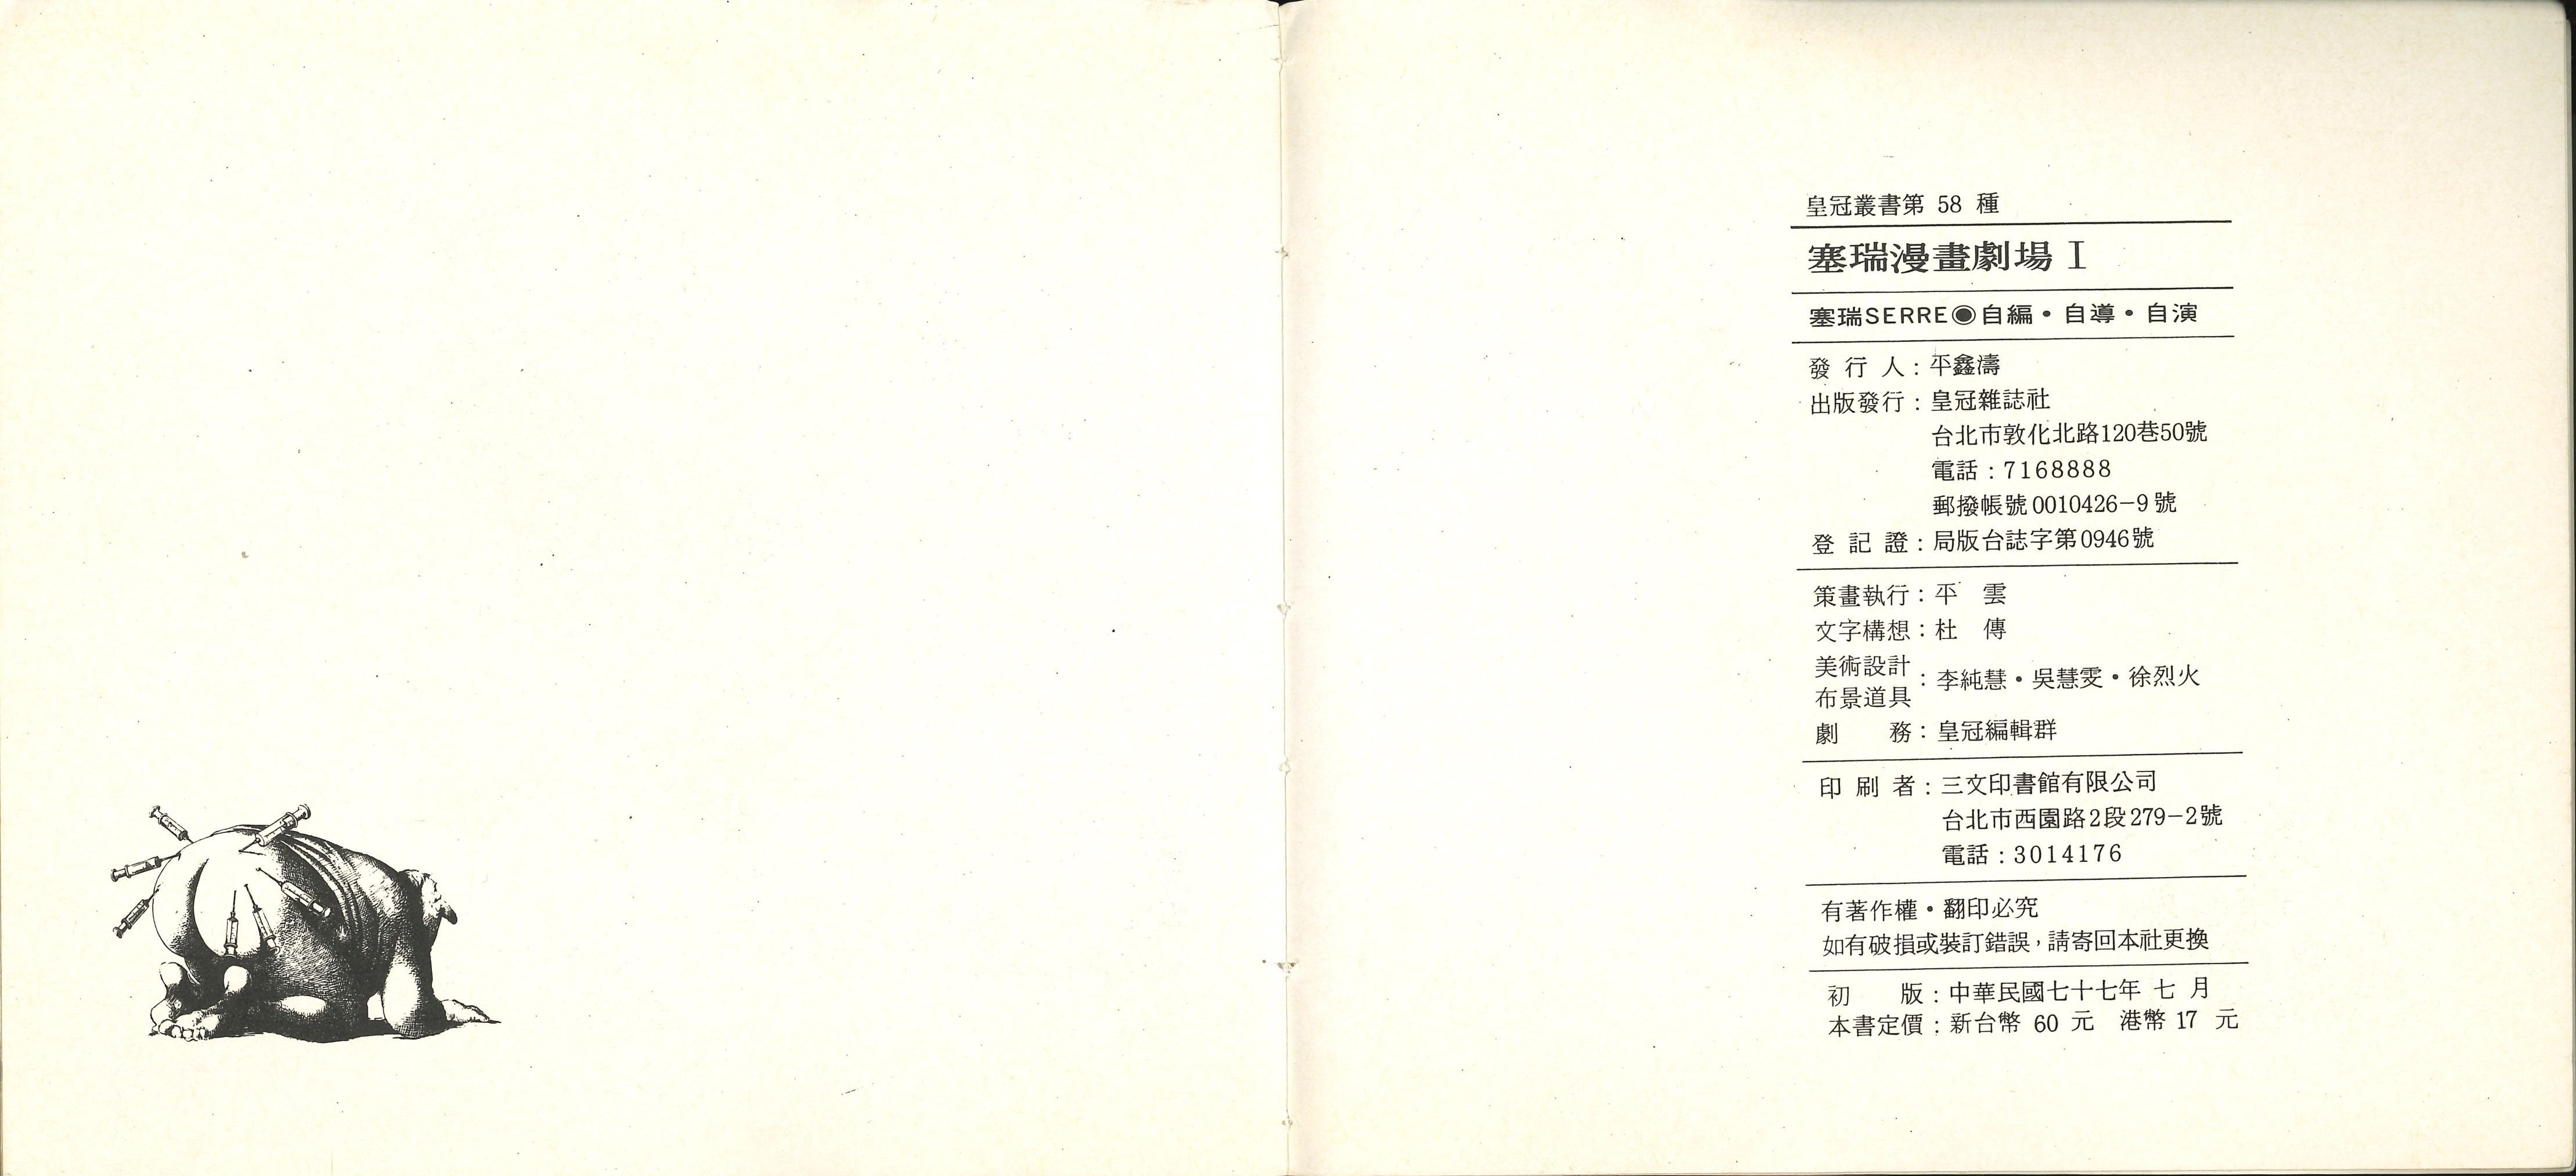 皇冠叢書第 58 種
塞瑞漫畫劇場 I
塞瑞SERRE◉自編・自導・自演
發行人：平鑫濤
出版發行：皇冠雜誌社
台北市敦化北路120巷50號
電話：7168888
郵撥帳號0010426-9號
登記證：局版台誌字第0946號
策畫執行：平　雲
文字構想：杜　傳
美術設計
布景道具：李純慧・吳慧雯・徐烈火
劇　　務：皇冠編輯群
印刷者：三文印書館有限公司
台北市西園路2段279-2號
電話：3014176
有著作權・翻印必究
如有破損或裝訂錯誤，請寄回本社更換
初　　版：中華民國七十七年 七 月
本書定價：新台幣 60 元　港幣 17 元